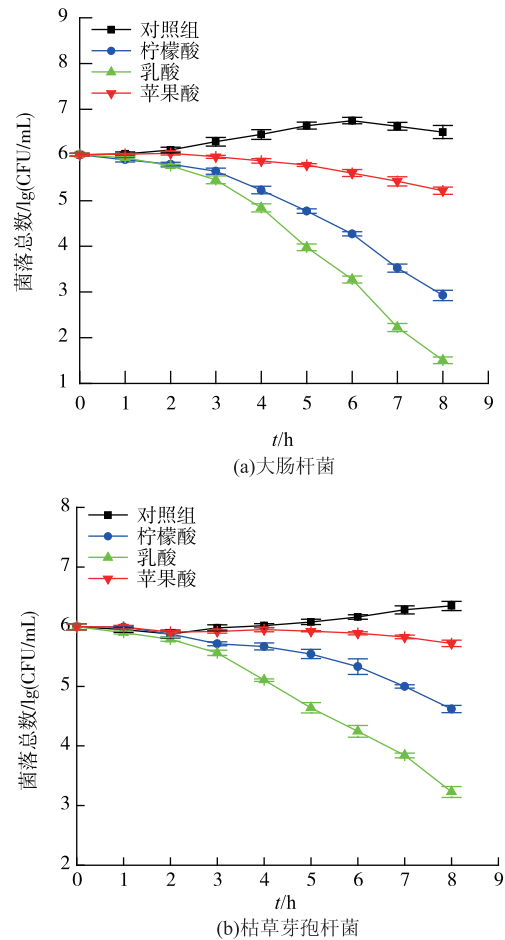 9
8
7
6
5
4
3
2
1
菌落总数/lg(CFU/mL)
对照组
柠檬酸
乳酸
苹果酸
0 1 2 3 4 5 6 7 8 9
t/h
(a)大肠杆菌
8
7
6
5
4
3
2
菌落总数/lg(CFU/mL)
对照组
柠檬酸
乳酸
苹果酸
0 1 2 3 4 5 6 7 8 9
t/h
(b)枯草芽孢杆菌